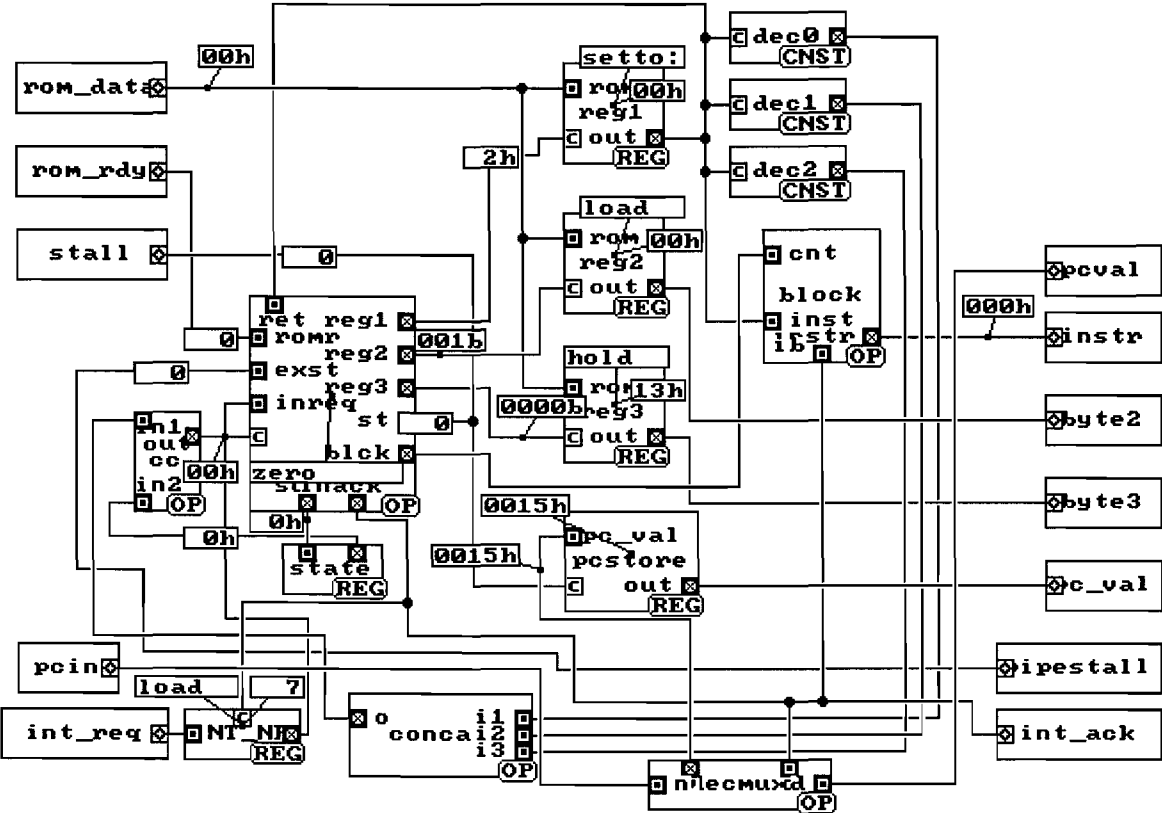 00h
rom_data
setto:
00h
reg1
out
REG
dec0
CNST
dec1
CNST
dec2
CNST
rom_rdy
2h
stall
0
load
rom
00h
reg2
out
REG
cnt
block
inst
instr
ib
OP
pcval
000h
instr
ret
reg1
romr
0
reg2
001b
exst
0
reg3
inreq
st
0
C
blck
zero
OP
hold
13h
reg3
0000b
out
REG
byte2
byte3
in1
out
cc
in2
OP
00h
0h
0h
state
REG
0015h
pc_val
0015h
pcstore
out
REG
pcin
ipestall
load
7
int_req
REG
o
i1
i2
i3
OP
int_ack
OP